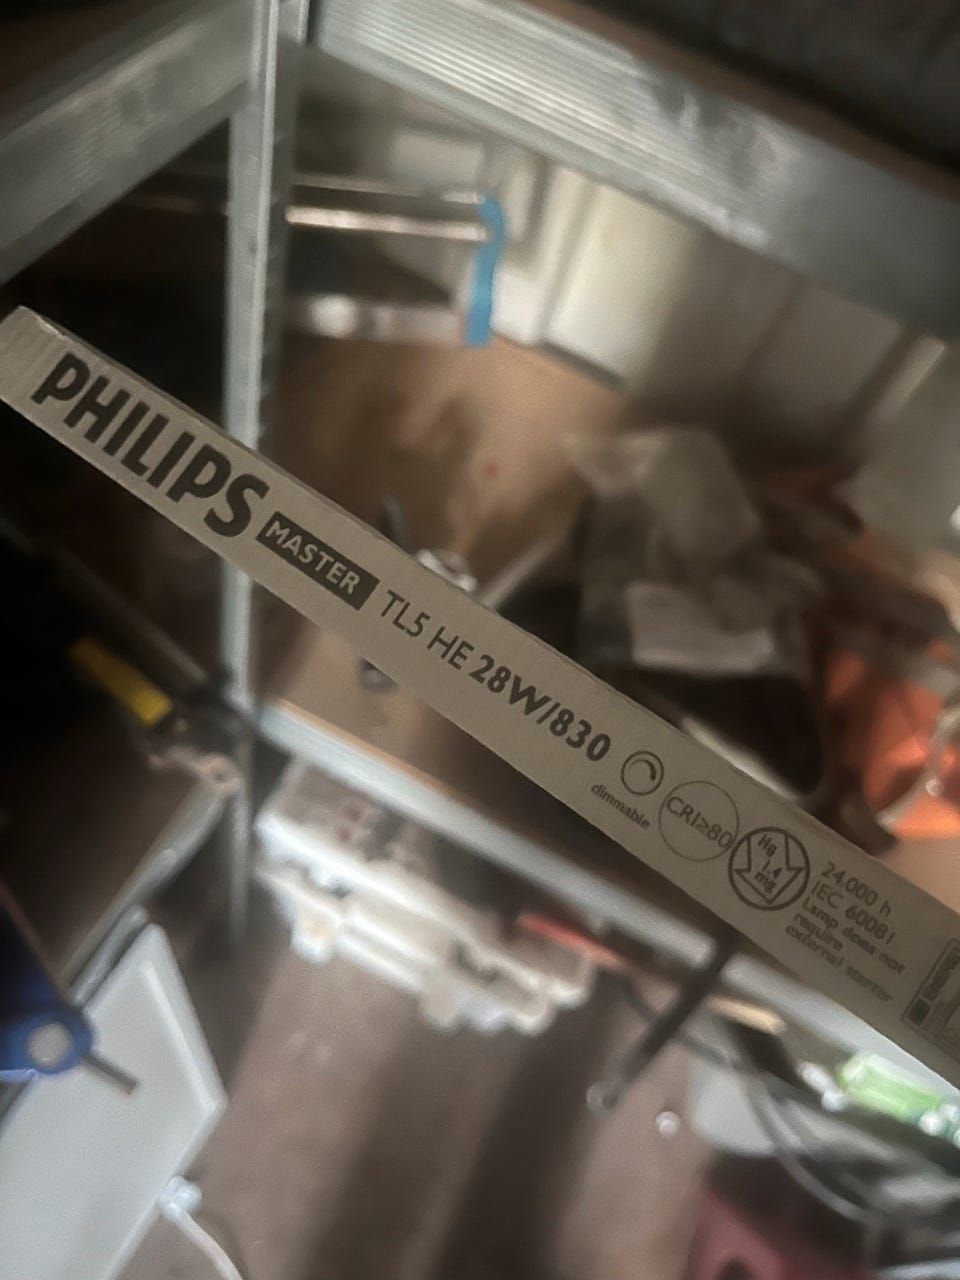 PHILIPS MASTER TL5 HE 28W/830
dimmable
CRI≥80
Hg
1.4
mg
24.000 h
IEC 60081
Lamp does not
require
external starter